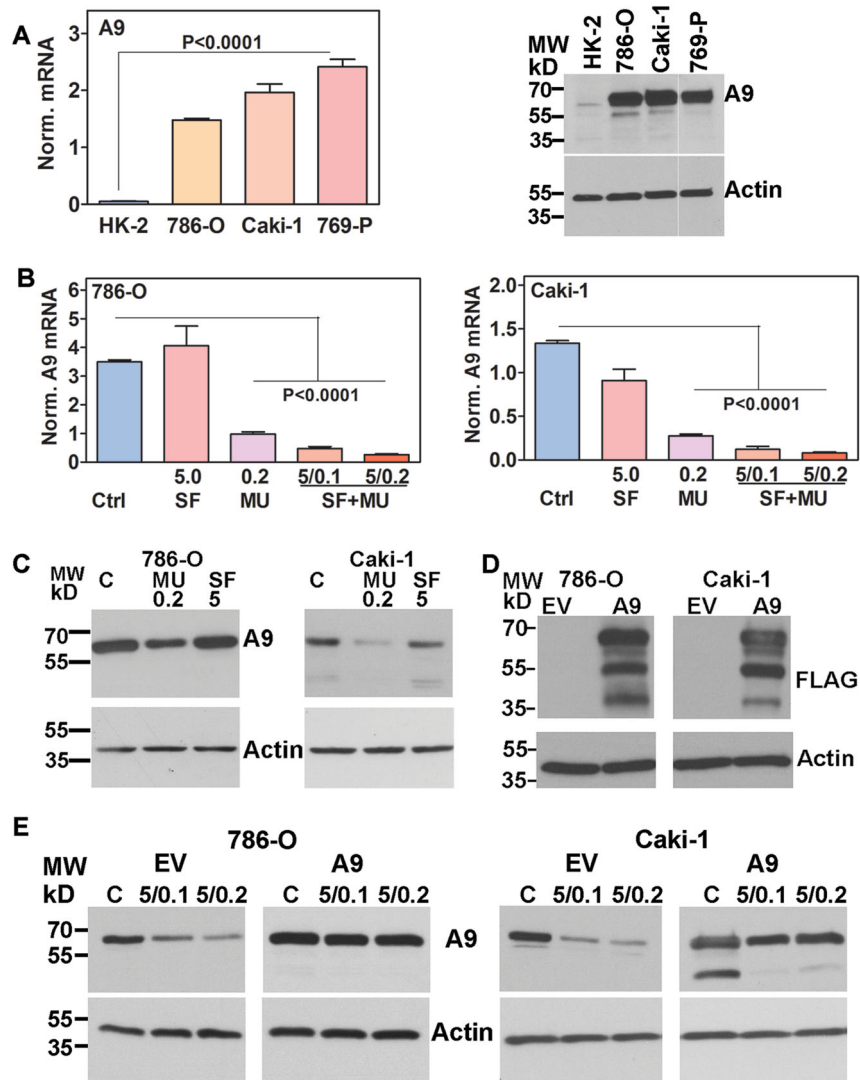 A
A9
P<0.0001
Norm. mRNA
3
2
1
0
HK-2 786-O Caki-1 769-P
MW
kD
HK-2
786-O
Caki-1
769-P
70
55
35
A9
55
35
Actin
B
786-O
Norm. A9 mRNA
6
5
4
3
2
1
0
P<0.0001
5.0 0.2 5/0.1 5/0.2
Ctrl SF MU SF+MU
Caki-1
Norm. A9 mRNA
2.0
1.5
1.0
0.5
0.0
P<0.0001
5.0 0.2 5/0.1 5/0.2
Ctrl SF MU SF+MU
C
786-O
MW
kD
C MU SF
0.2 5
Caki-1
C MU SF
0.2 5
70
55
A9
55
35
Actin
D
786-O Caki-1
MW
kD
EV A9 EV A9
70
55
35
FLAG
55
35
Actin
E
786-O Caki-1
EV A9 EV A9
MW
kD
C 5/0.1 5/0.2 C 5/0.1 5/0.2 C 5/0.1 5/0.2 C 5/0.1 5/0.2
70
55
A9
55
35
Actin